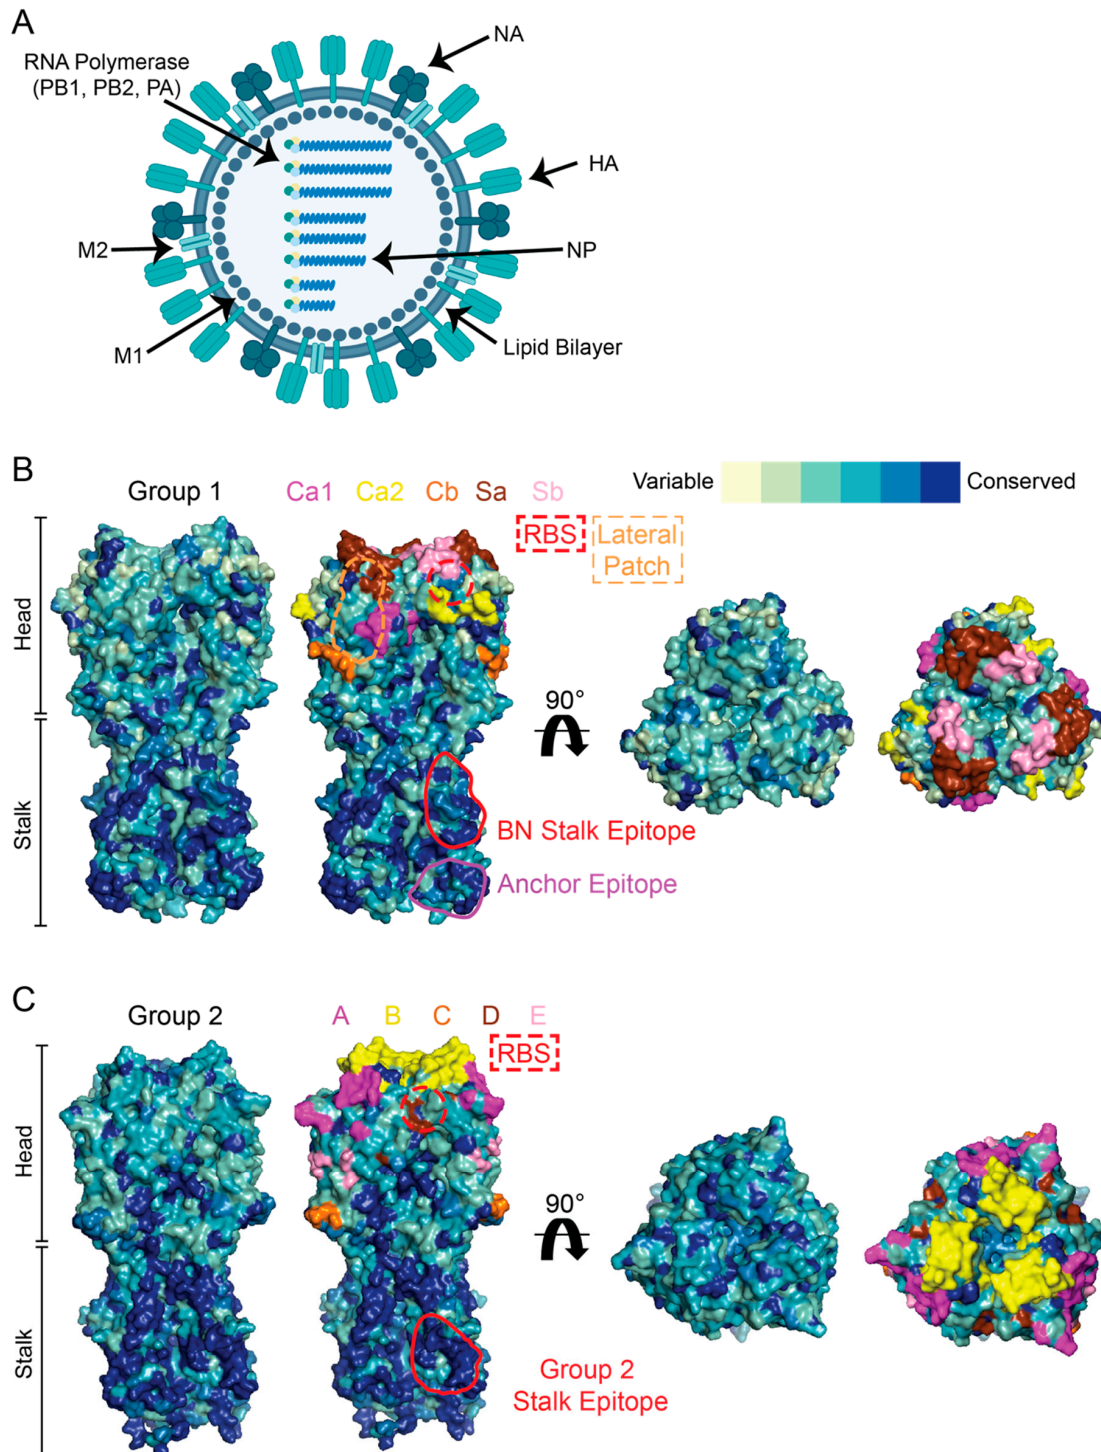 A
NA
RNA Polymerase
(PB1, PB2, PA)
HA
M2
NP
M1
Lipid Bilayer
B
Group 1
Ca1 Ca2 Cb Sa Sb
Variable Conserved
RBS Lateral
Patch
Head
90°
Stalk
BN Stalk Epitope
Anchor Epitope
C
Group 2
A B C D E
RBS
Head
90°
Stalk
Group 2
Stalk Epitope